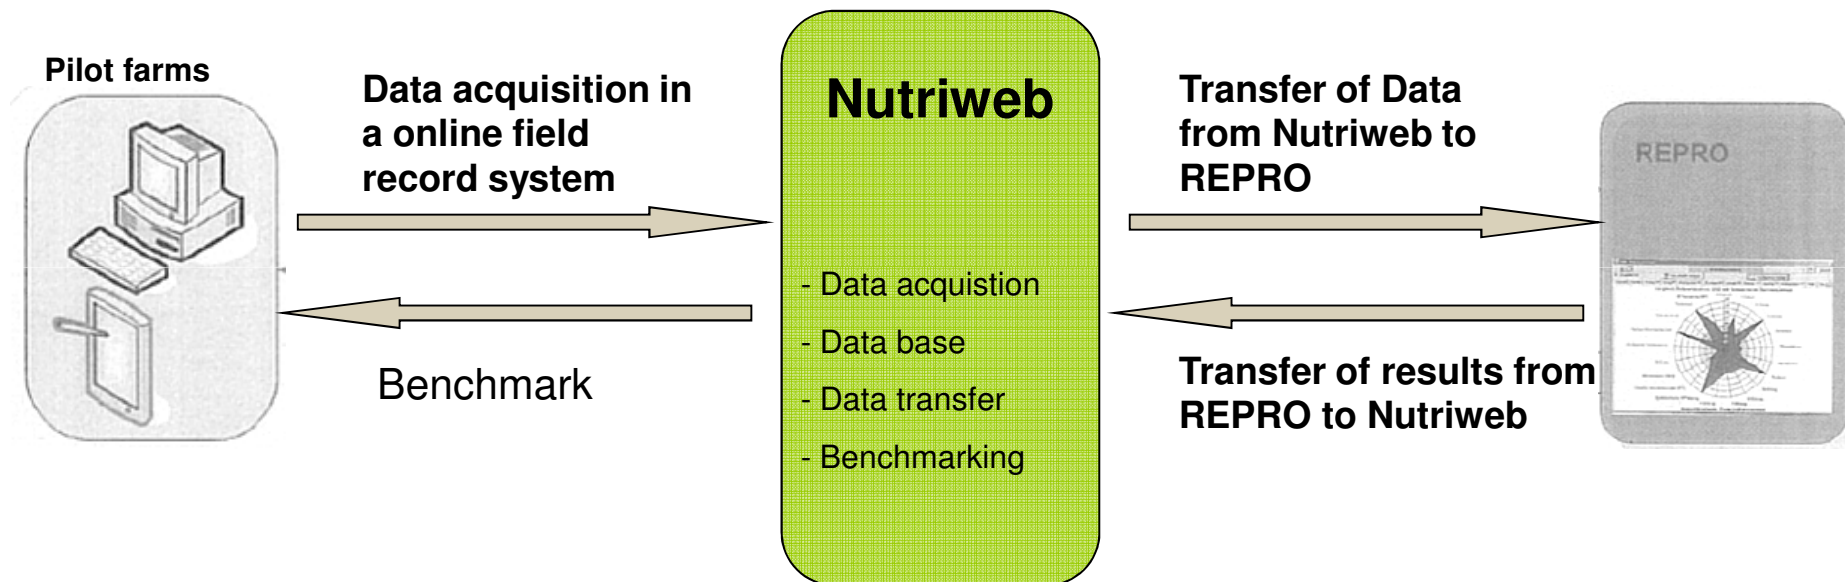 Pilot farms
Data acquisition in
a online field
record system
Benchmark
Nutriweb
- Data acquistion
- Data base
- Data transfer
- Benchmarking
Transfer of Data
from Nutriweb to
REPRO
Transfer of results from
REPRO to Nutriweb
REPRO